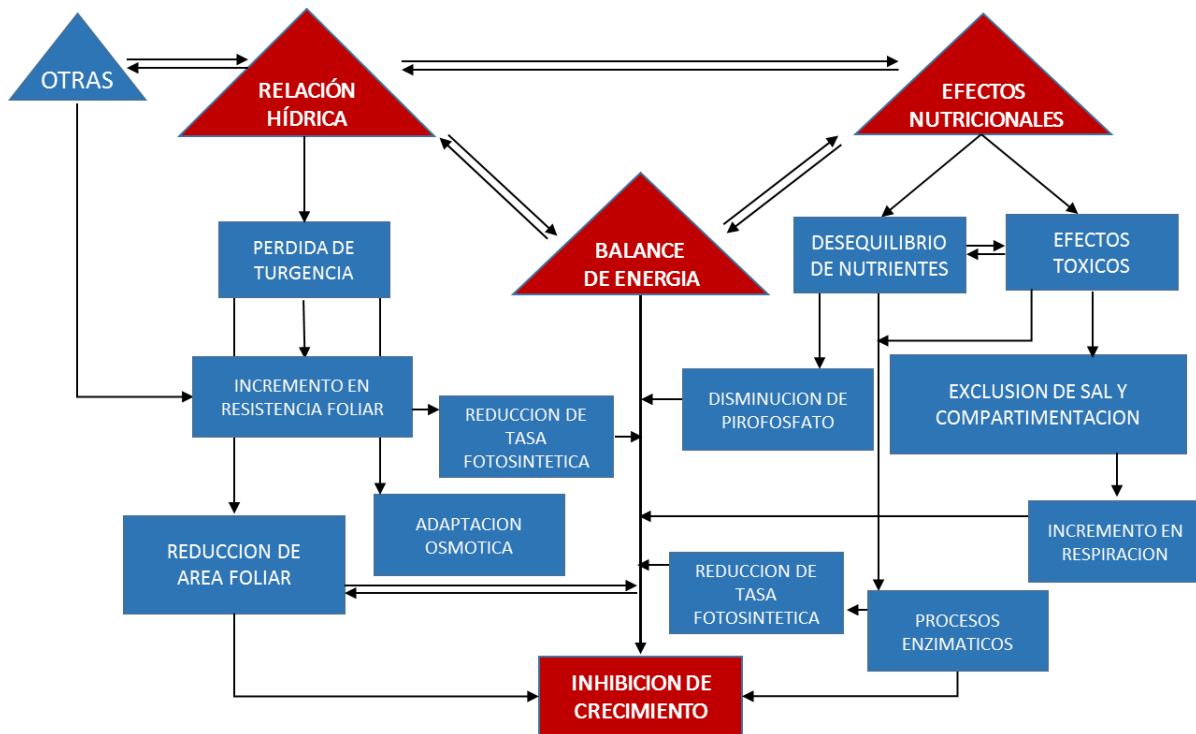 OTRAS
RELACIÓN
HÍDRICA
EFECTOS
NUTRICIONALES
BALANCE
DE ENERGIA
PERDIDA DE
TURGENCIA
DESEQUILIBRIO
DE NUTRIENTES
EFECTOS
TOXICOS
INCREMENTO EN
RESISTENCIA FOLIAR
REDUCCION DE
TASA
FOTOSINTETICA
DISMINUCION DE
PIROFOSFATO
EXCLUSION DE SAL Y
COMPARTIMENTACION
ADAPTACION
OSMOTICA
REDUCCION DE
AREA FOLIAR
INCREMENTO EN
RESPIRACION
REDUCCION DE
TASA
FOTOSINTETICA
PROCESOS
ENZIMATICOS
INHIBICION DE
CRECIMIENTO